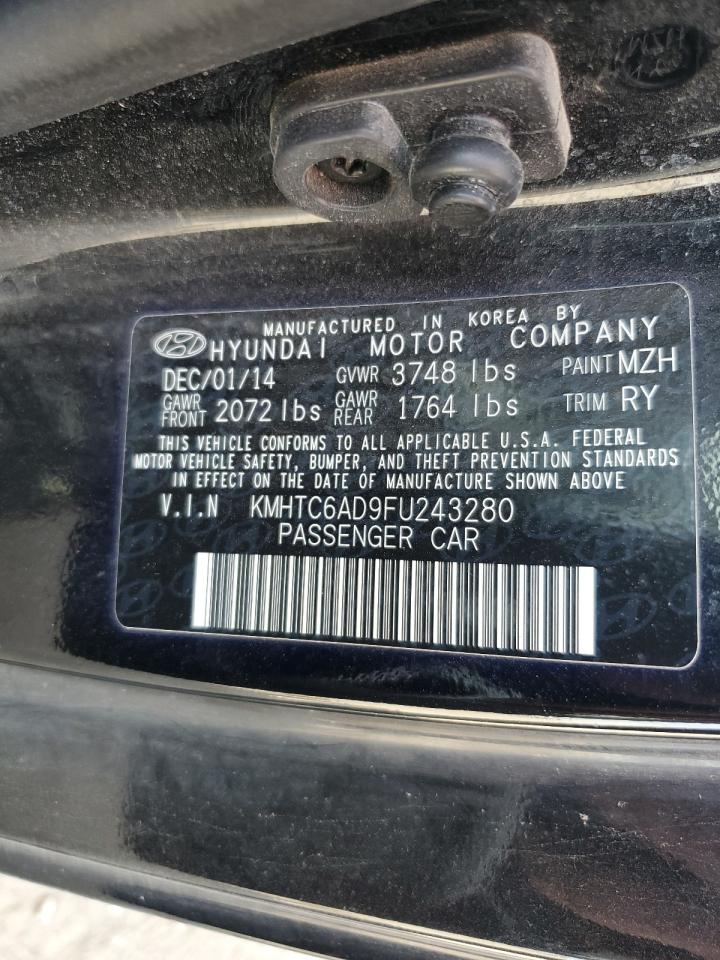 MANUFACTURED IN KOREA BY
HYUNDAI MOTOR COMPANY
DEC/01/14 GVWR 3748 lbs PAINT MZH
GAWR FRONT 2072 lbs GAWR REAR 1764 lbs TRIM RY
THIS VEHICLE CONFORMS TO ALL APPLICABLE U.S.A. FEDERAL
MOTOR VEHICLE SAFETY, BUMPER, AND THEFT PREVENTION STANDARDS
IN EFFECT ON THE DATE OF MANUFACTURE SHOWN ABOVE
V.I.N KMHTC6AD9FU243280
PASSENGER CAR